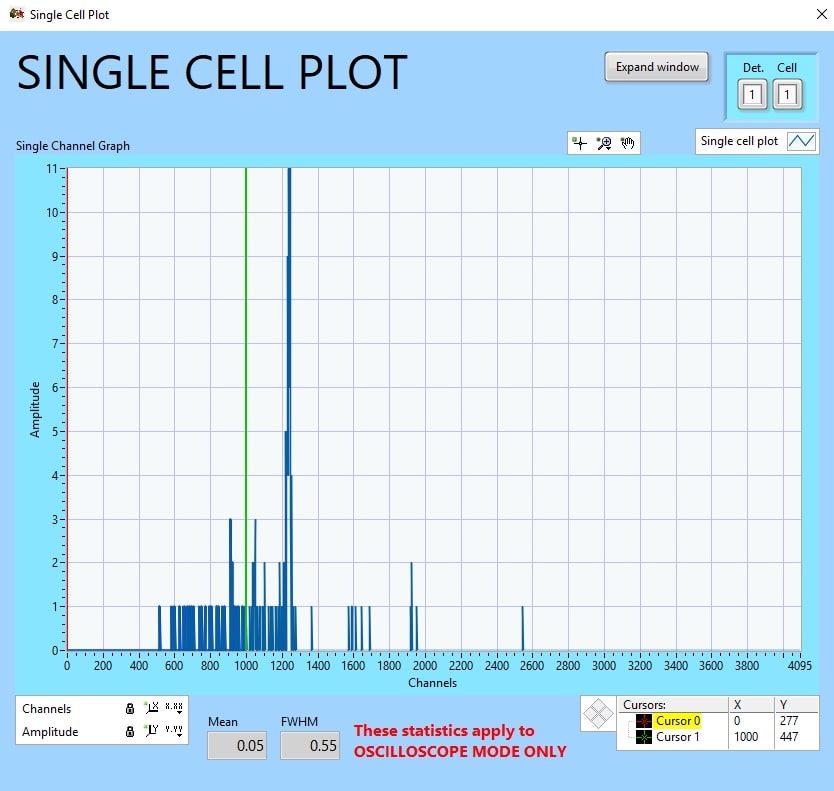 Single Cell Plot
SINGLE CELL PLOT
Expand window
Det. Cell
1 1
Single Channel Graph
Single cell plot
11
10
9
8
7
6
5
4
3
2
1
0
Amplitude
0 200 400 600 800 1000 1200 1400 1600 1800 2000 2200 2400 2600 2800 3000 3200 3400 3600 3800 4095
Channels
Channels X X.XX
Amplitude Y Y.YY
Mean FWHM
0.05 0.55
These statistics apply to
OSCILLOSCOPE MODE ONLY
Cursors: X Y
Cursor 0 0 277
Cursor 1 1000 447